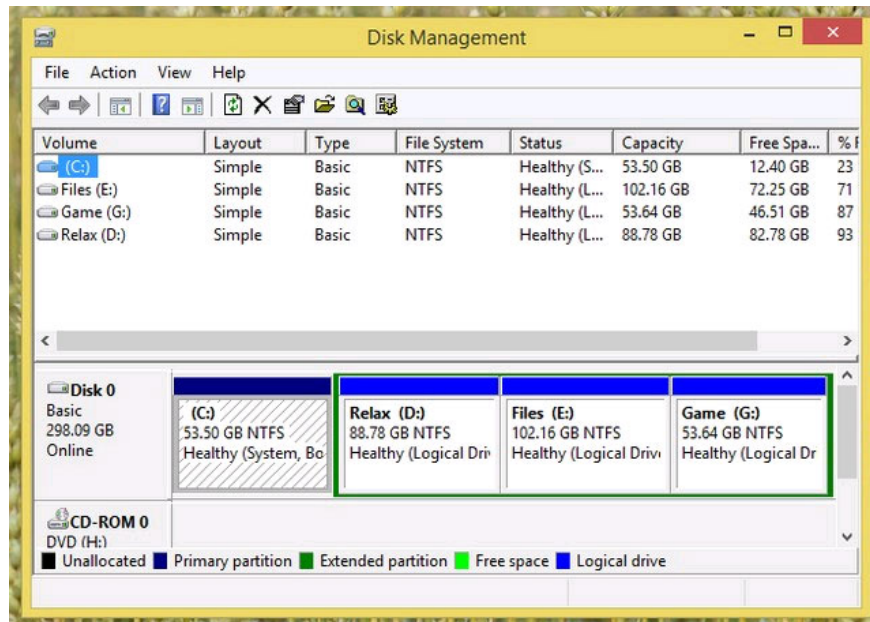 Disk Management
File Action View Help
Volume Layout Type File System Status Capacity Free Spa... % F
(C:) Simple Basic NTFS Healthy (S... 53.50 GB 12.40 GB 23
Files (E:) Simple Basic NTFS Healthy (L... 102.16 GB 72.25 GB 71
Game (G:) Simple Basic NTFS Healthy (L... 53.64 GB 46.51 GB 87
Relax (D:) Simple Basic NTFS Healthy (L... 88.78 GB 82.78 GB 93
Disk 0
Basic
298.09 GB
Online
(C:)
53.50 GB NTFS
Healthy (System, Bo
Relax (D:)
88.78 GB NTFS
Healthy (Logical Dri
Files (E:)
102.16 GB NTFS
Healthy (Logical Driv
Game (G:)
53.64 GB NTFS
Healthy (Logical Dr
CD-ROM 0
DVD (H:)
Unallocated Primary partition Extended partition Free space Logical drive